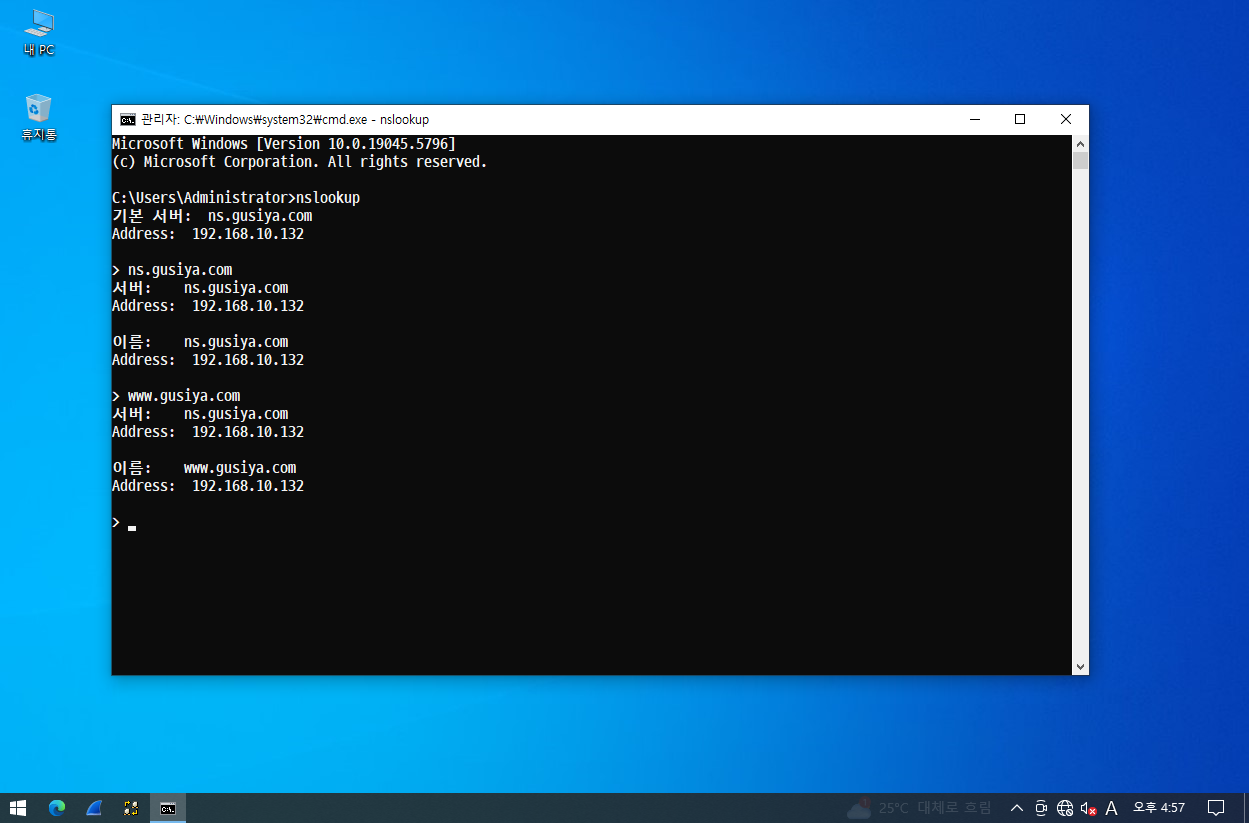 내 PC
휴지통
관리자: C:₩Windows₩system32₩cmd.exe - nslookup
Microsoft Windows [Version 10.0.19045.5796]
(c) Microsoft Corporation. All rights reserved.
C:\Users\Administrator>nslookup
기본 서버:  ns.gusiya.com
Address:  192.168.10.132
> ns.gusiya.com
서버:    ns.gusiya.com
Address:  192.168.10.132
이름:    ns.gusiya.com
Address:  192.168.10.132
> www.gusiya.com
서버:    ns.gusiya.com
Address:  192.168.10.132
이름:    www.gusiya.com
Address:  192.168.10.132
>
25°C 대체로 흐림 A 오후 4:57